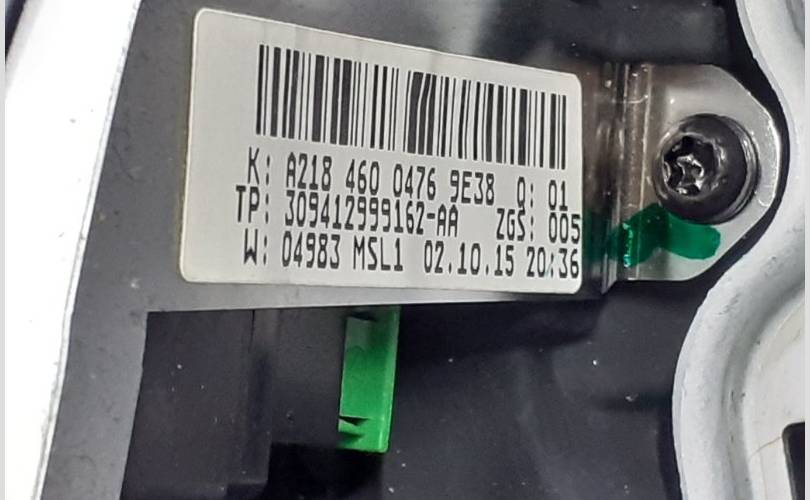 K: A218 460 0476 9E38 Q: 01
TP: 309412999162-AA ZGS: 005
W: 04983 MSL1 02.10.15 20:36